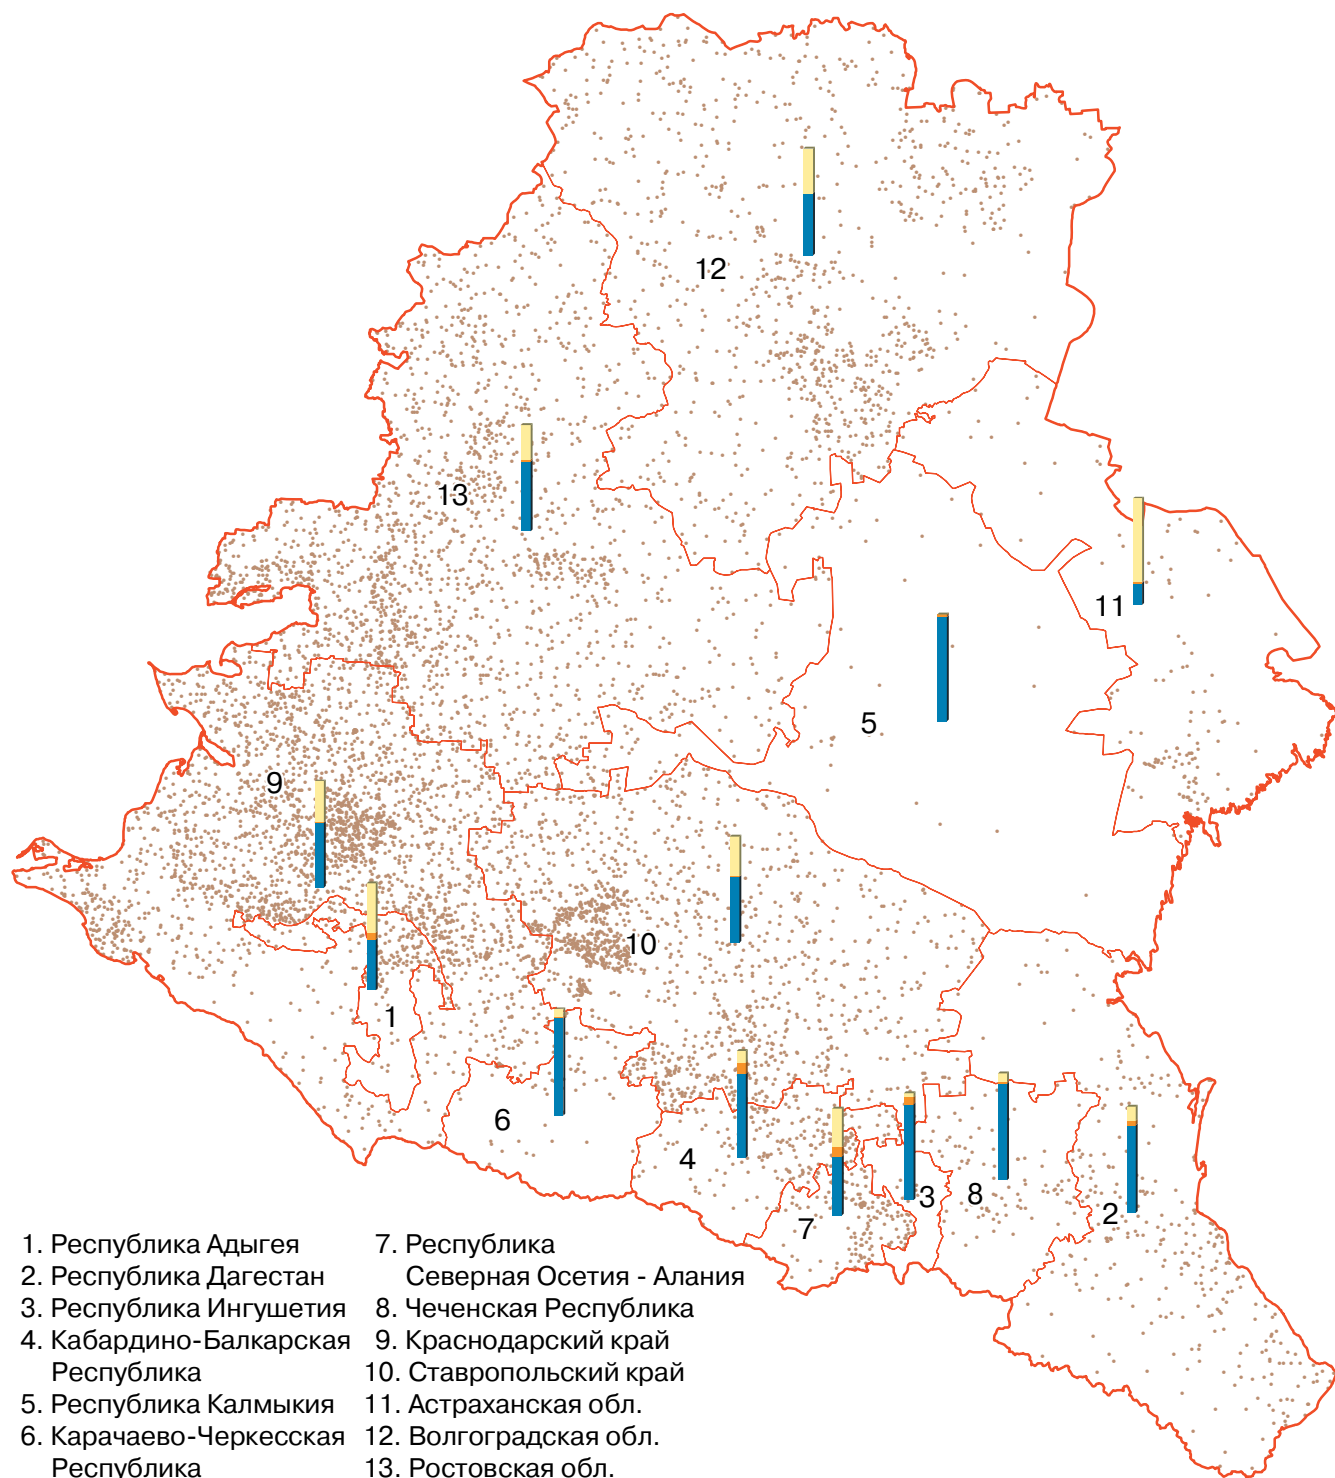 12
13
11
5
9
10
1
6
4
3
8
7
2
1. Республика Адыгея
2. Республика Дагестан
3. Республика Ингушетия
4. Кабардино-Балкарская
Республика
5. Республика Калмыкия
6. Карачаево-Черкесская
Республика
7. Республика
Северная Осетия - Алания
8. Чеченская Республика
9. Краснодарский край
10. Ставропольский край
11. Астраханская обл.
12. Волгоградская обл.
13. Ростовская обл.